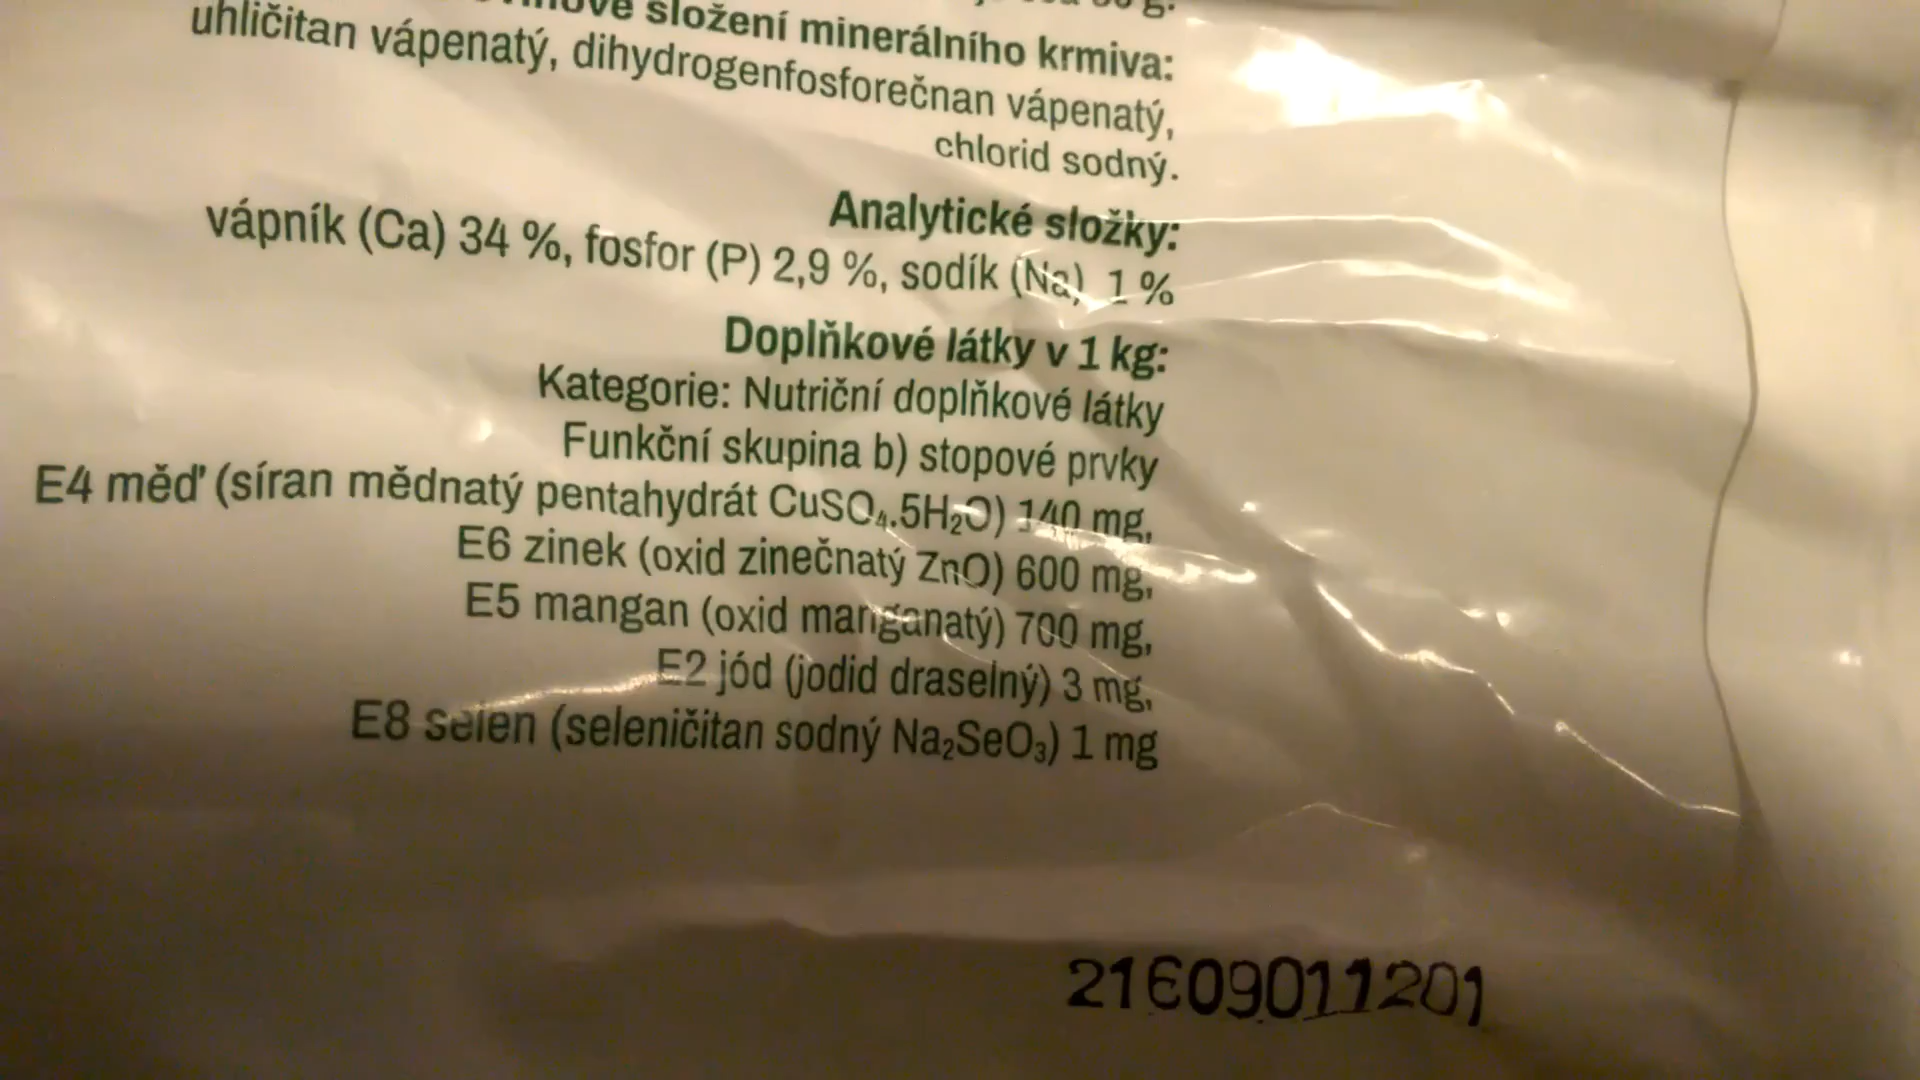 složení minerálního krmiva:
uhličitan vápenatý, dihydrogenfosforečnan vápenatý,
chlorid sodný.
Analytické složky:
vápník (Ca) 34 %, fosfor (P) 2,9 %, sodík (Na) 1 %
Doplňkové látky v 1 kg:
Kategorie: Nutriční doplňkové látky
Funkční skupina b) stopové prvky
E4 měď (síran mědnatý pentahydrát CuSO₄.5H₂O) 140 mg,
E6 zinek (oxid zinečnatý ZnO) 600 mg,
E5 mangan (oxid manganatý) 700 mg,
E2 jód (jodid draselný) 3 mg,
E8 selen (seleničitan sodný Na₂SeO₃) 1 mg
21609011201